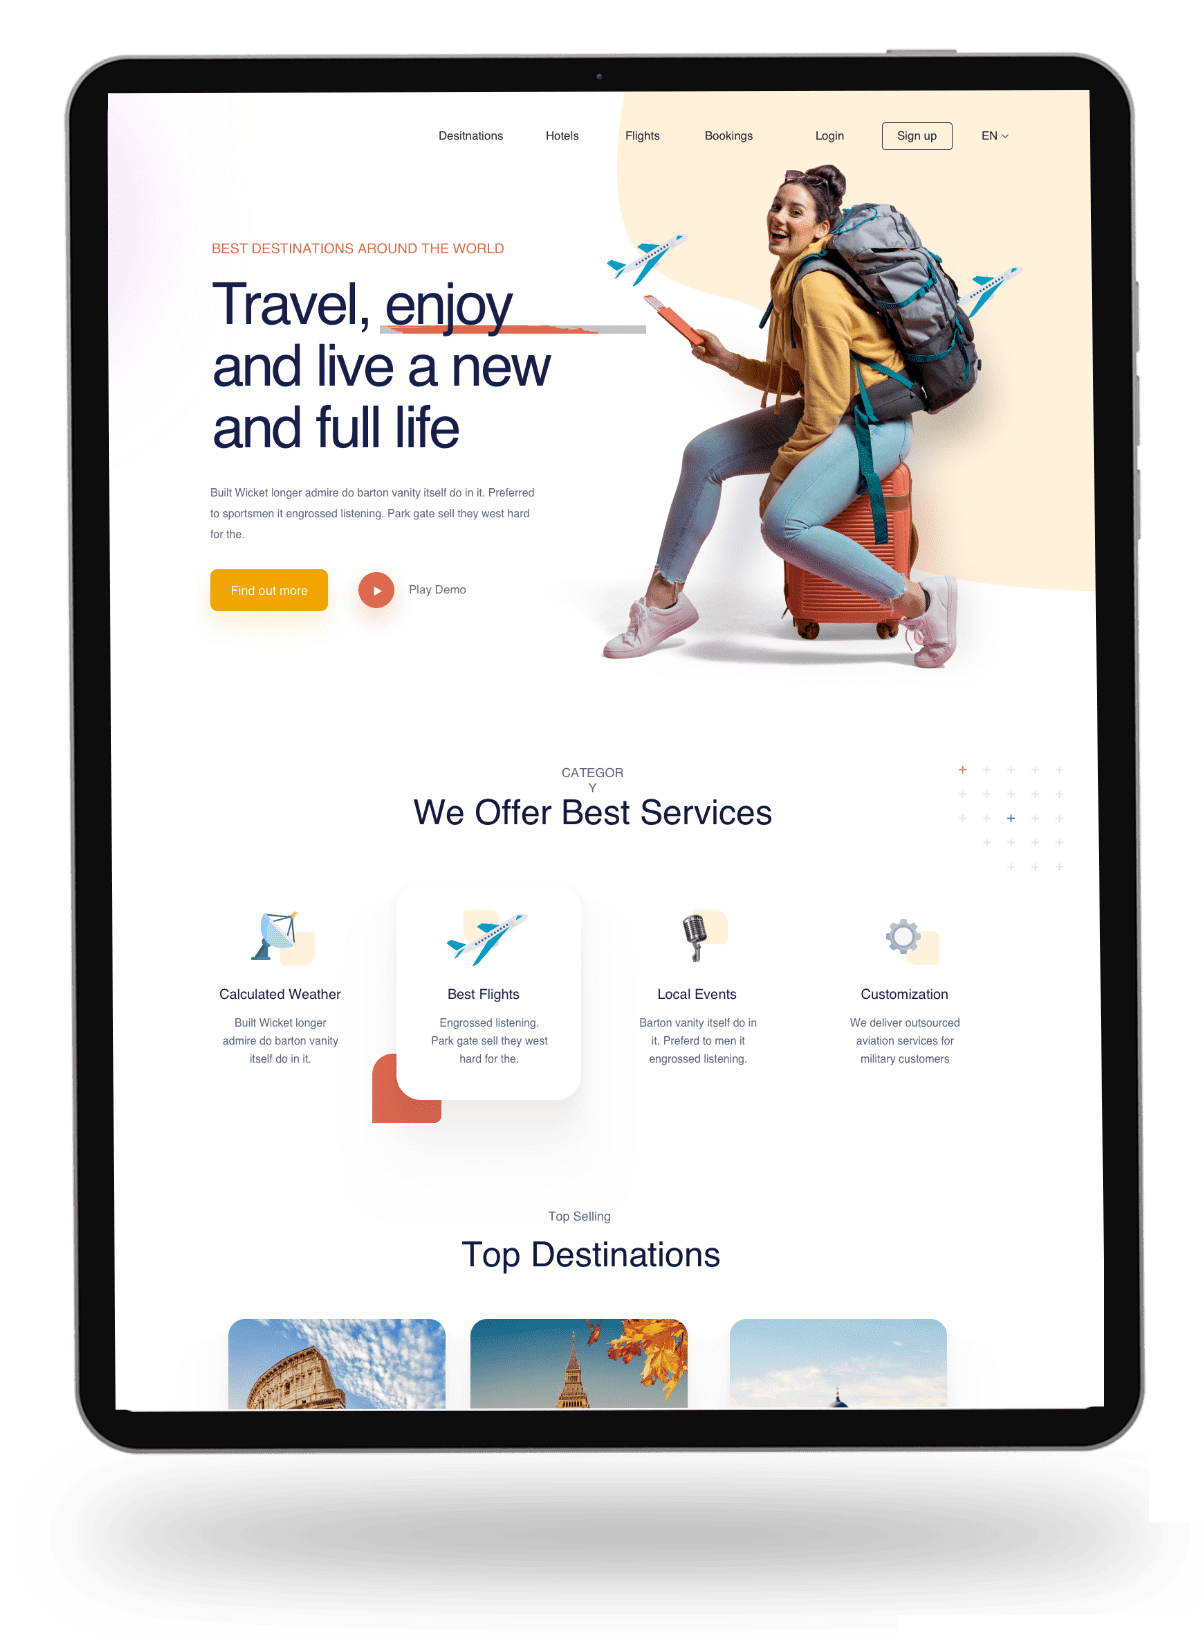 Desitnations Hotels Flights Bookings Login Sign up EN
BEST DESTINATIONS AROUND THE WORLD
Travel, enjoy
and live a new
and full life
Built Wicket longer admire do barton vanity itself do in it. Preferred
to sportsmen it engrossed listening. Park gate sell they west hard
for the.
Find out more
Play Demo
CATEGOR
Y
We Offer Best Services
Calculated Weather
Built Wicket longer
admire do barton vanity
itself do in it.
Best Flights
Engrossed listening.
Park gate sell they west
hard for the.
Local Events
Barton vanity itself do in
it. Preferd to men it
engrossed listening.
Customization
We deliver outsourced
aviation services for
military customers
Top Selling
Top Destinations